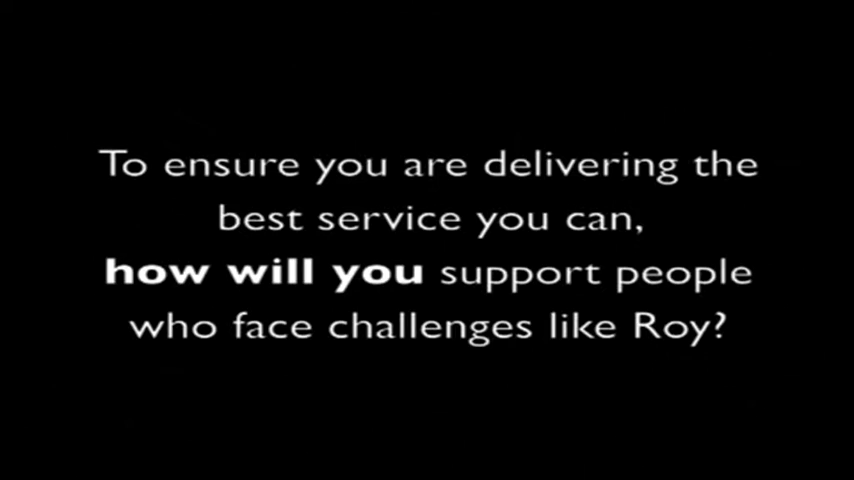 To ensure you are delivering the
best service you can,
how will you support people
who face challenges like Roy?